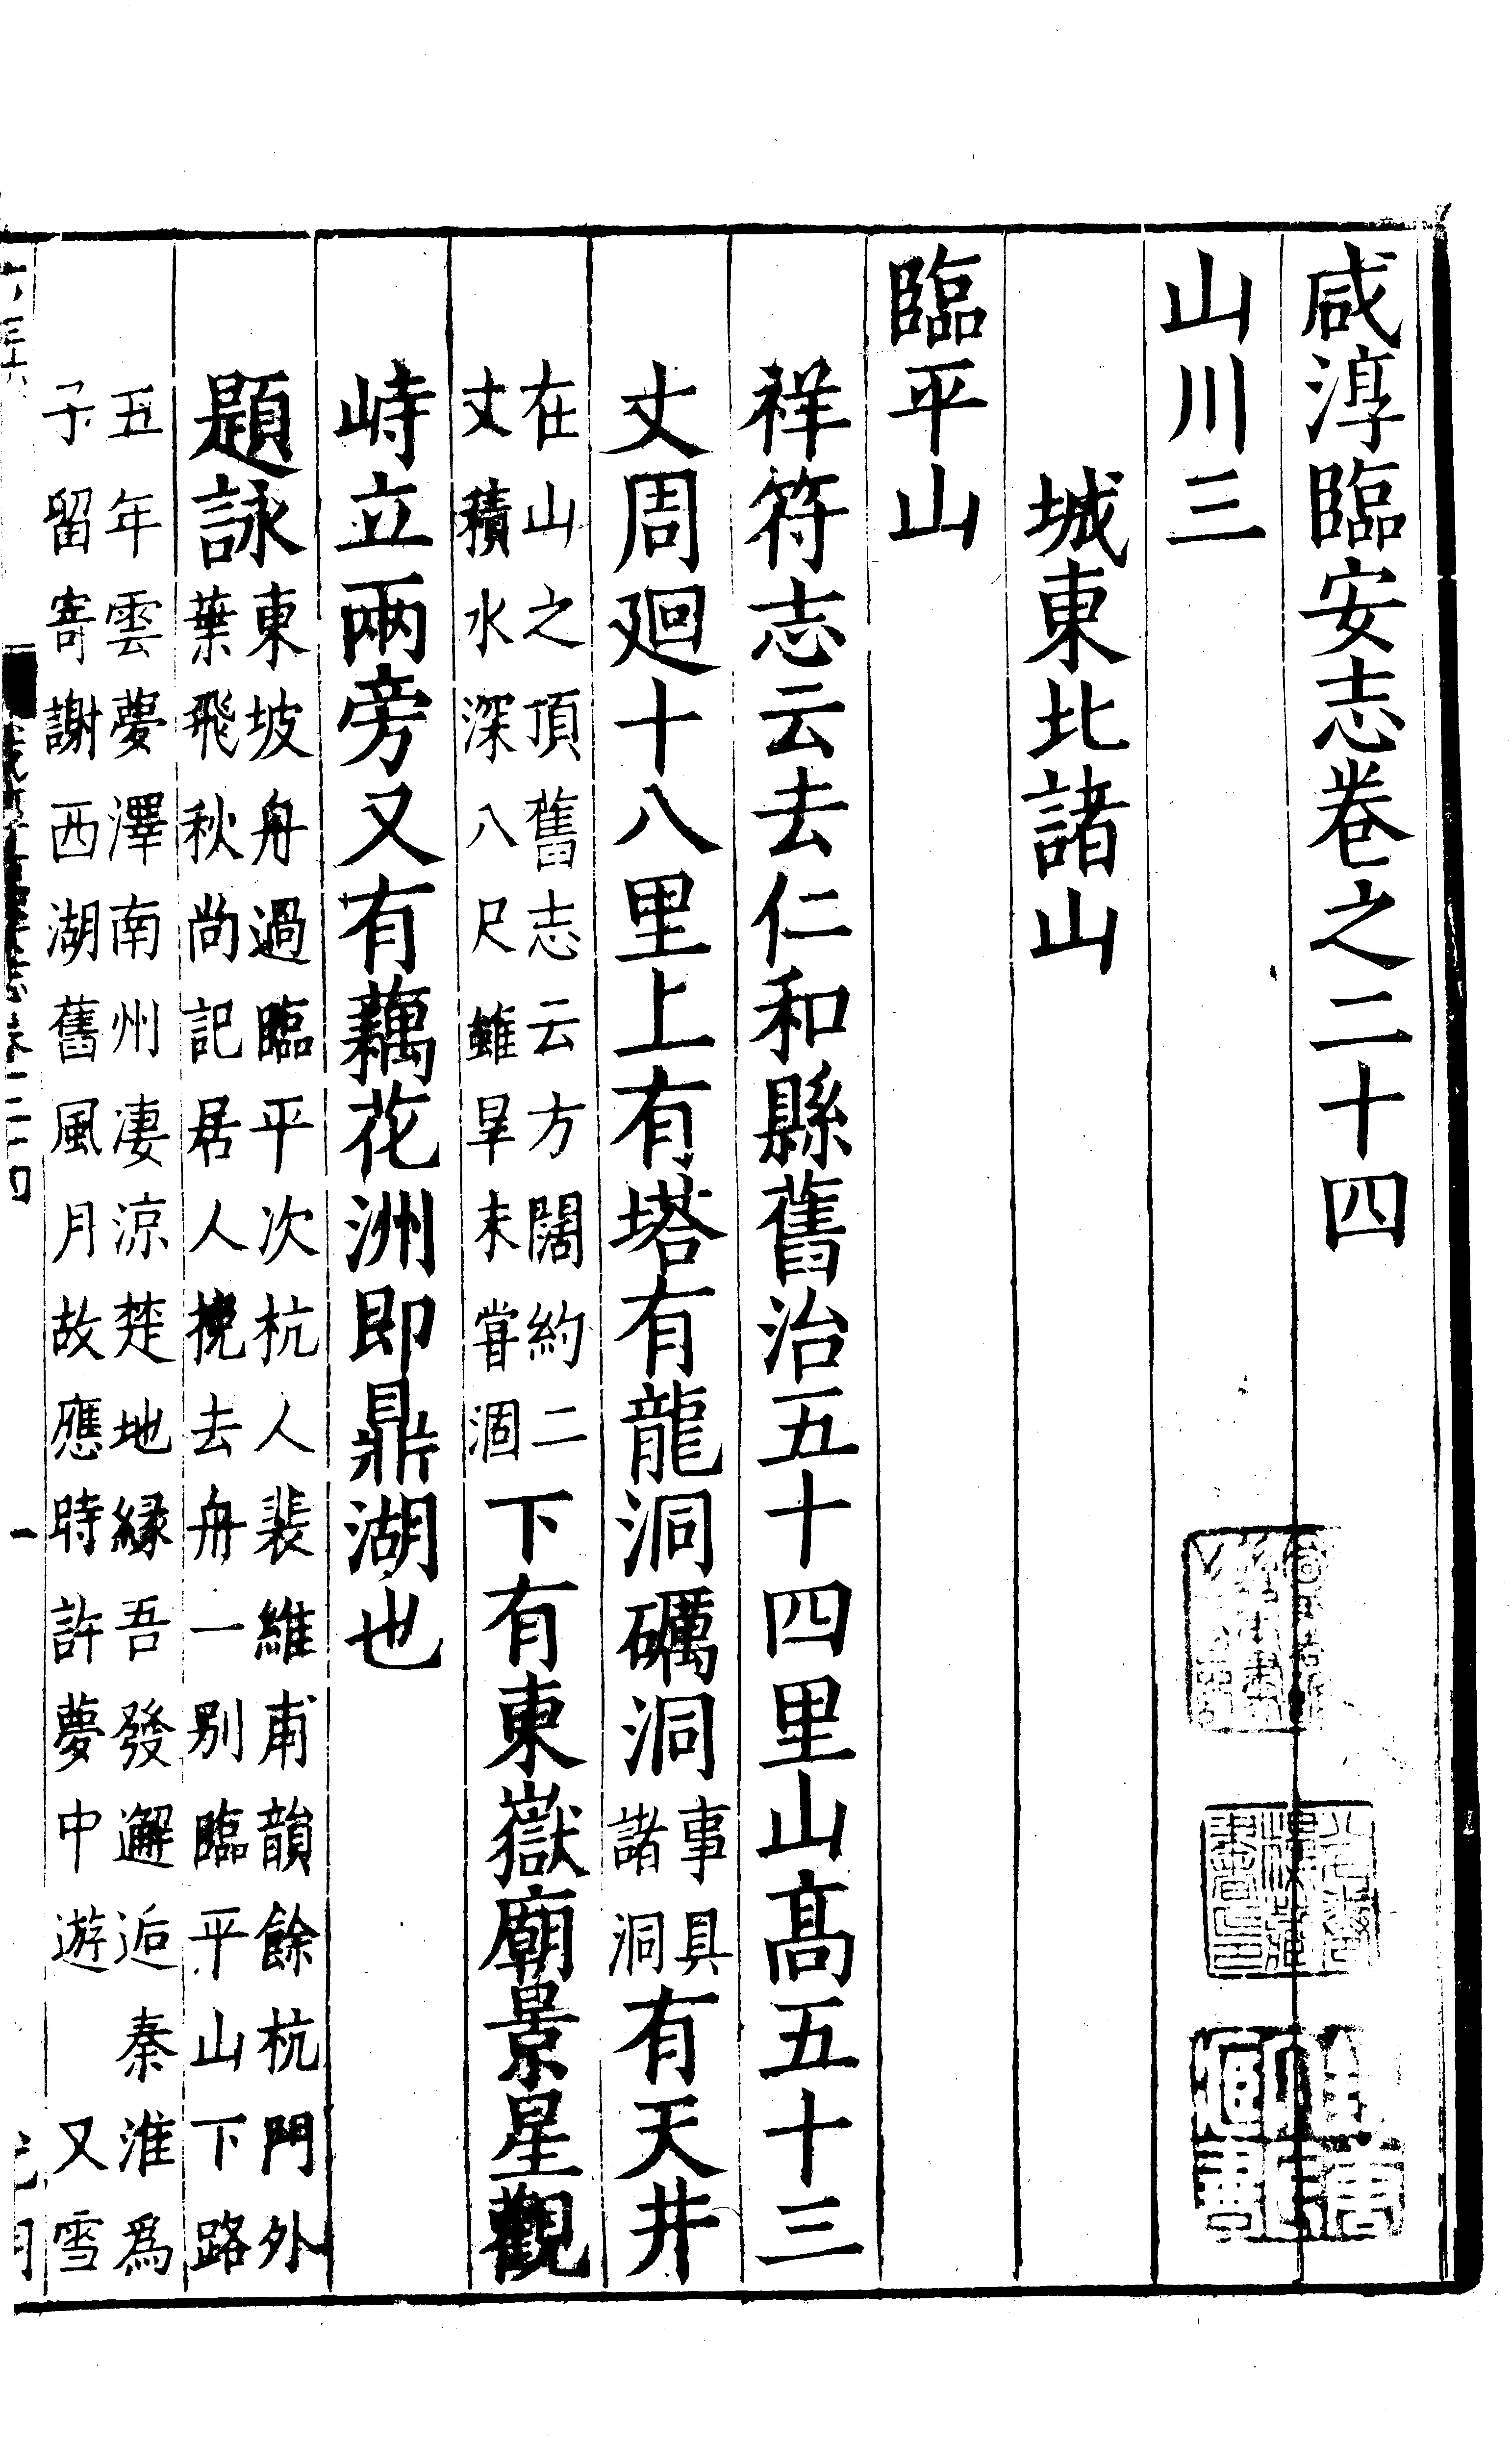 咸淳臨安志卷之二十四
山川三
城東北諸山
臨平山
祥符志云去仁和縣舊治五十四里山髙五十三
丈周廻十八里上有塔有龍洞礪洞事具諸洞有天井
在山之頂舊志云方闊約二
丈積水深八尺雖旱未甞涸下有東嶽廟景星觀
峙立兩旁又有藕花洲即鼎湖也
題詠東坡舟過臨平次杭人裴維甫韻餘杭門外
葉飛秋尚記居人挽去舟一别臨平山下路
五年雲夢澤南州凄凉楚地縁吾發邂逅秦淮爲
子留寄謝西湖舊風月故應時許夢中遊 又雪